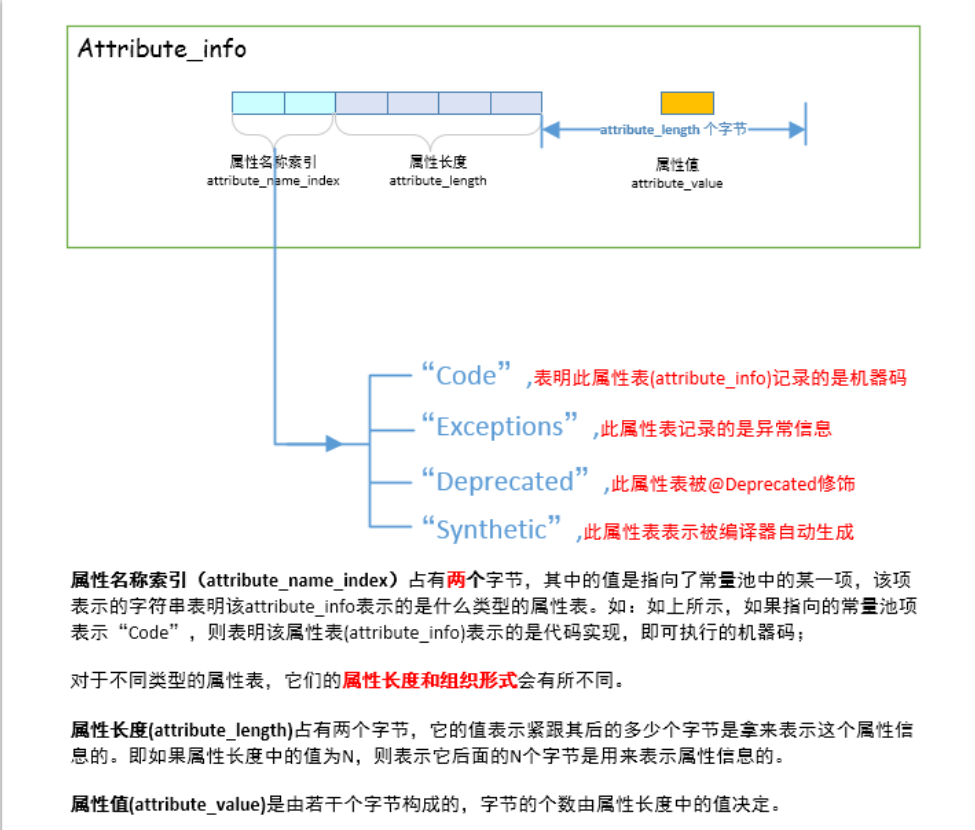 Attribute_info
attribute_length 个字节
属性名称索引
attribute_name_index
属性长度
attribute_length
属性值
attribute_value
“Code” ,表明此属性表(attribute_info)记录的是机器码
“Exceptions” ,此属性表记录的是异常信息
“Deprecated” ,此属性表被@Deprecated修饰
“Synthetic” ,此属性表表示被编译器自动生成
属性名称索引（attribute_name_index）占有两个字节，其中的值是指向了常量池中的某一项，该项
表示的字符串表明该attribute_info表示的是什么类型的属性表。如：如上所示，如果指向的常量池项
表示“Code”，则表明该属性表(attribute_info)表示的是代码实现，即可执行的机器码；
对于不同类型的属性表，它们的属性长度和组织形式会有所不同。
属性长度(attribute_length)占有两个字节，它的值表示紧跟其后的多少个字节是拿来表示这个属性信
息的。即如果属性长度中的值为N，则表示它后面的N个字节是用来表示属性信息的。
属性值(attribute_value)是由若干个字节构成的，字节的个数由属性长度中的值决定。